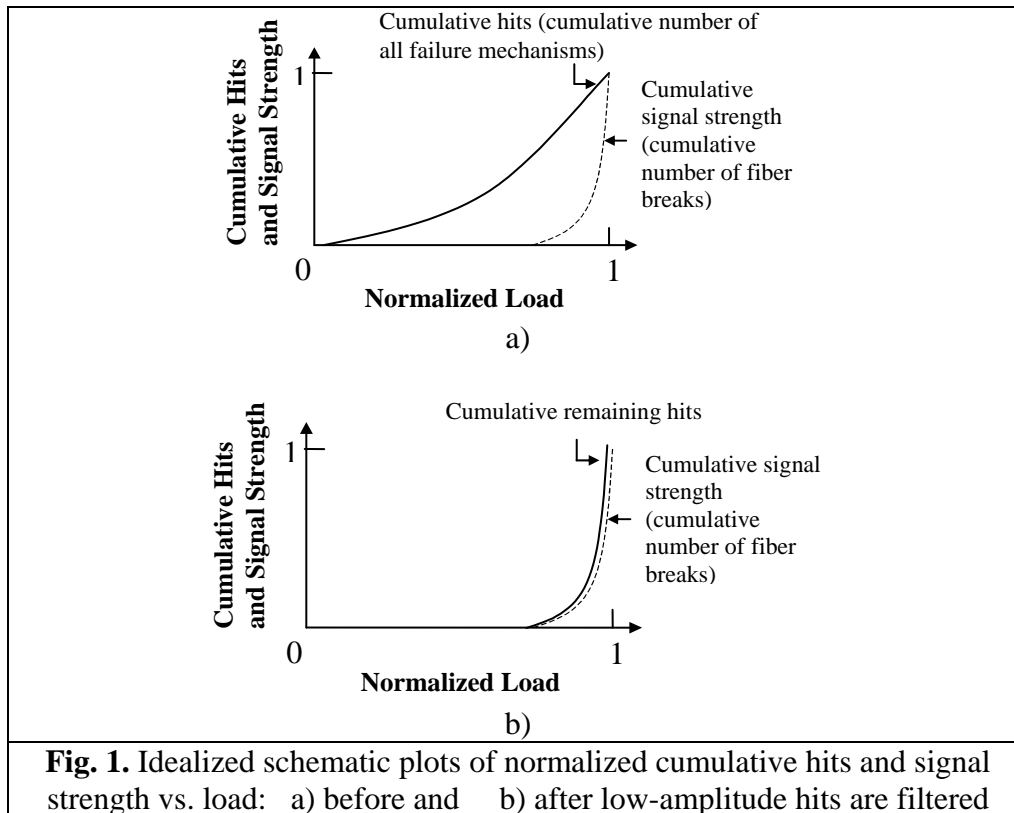 Cumulative hits (cumulative number of
all failure mechanisms)
Cumulative Hits
and Signal Strength
1
Cumulative
signal strength
(cumulative
number of fiber
breaks)
0
1
Normalized Load
a)
Cumulative remaining hits
Cumulative Hits
and Signal Strength
1
Cumulative signal
strength
(cumulative
number of fiber
breaks)
0
1
Normalized Load
b)
Fig. 1. Idealized schematic plots of normalized cumulative hits and signal
strength vs. load: a) before and b) after low-amplitude hits are filtered